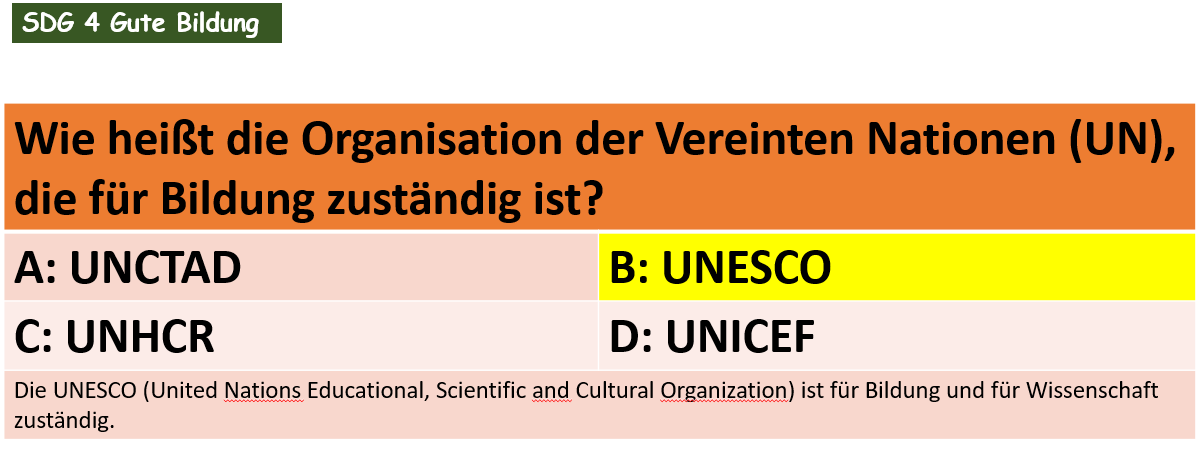 SDG 4 Gute Bildung
Wie heißt die Organisation der Vereinten Nationen (UN),
die für Bildung zuständig ist?
A: UNCTAD
B: UNESCO
C: UNHCR
D: UNICEF
Die UNESCO (United Nations Educational, Scientific and Cultural Organization) ist für Bildung und für Wissenschaft
zuständig.